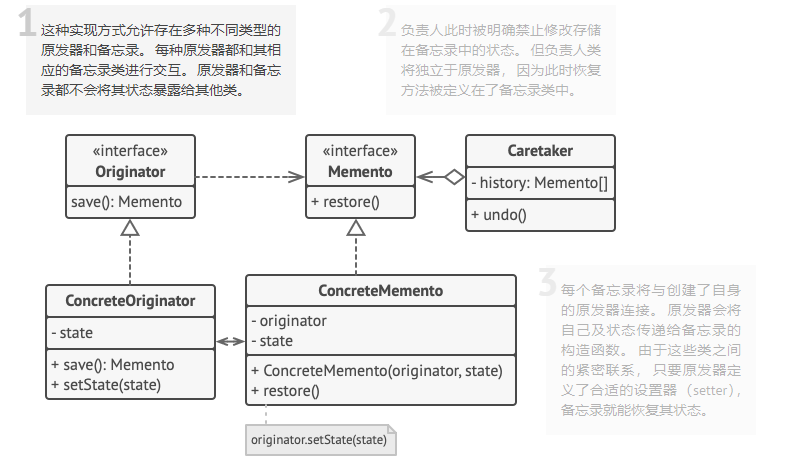 1
这种实现方式允许存在多种不同类型的
原发器和备忘录。 每种原发器都和其相
应的备忘录类进行交互。 原发器和备忘
录都不会将其状态暴露给其他类。
2
负责人此时被明确禁止修改存储
在备忘录中的状态。 但负责人类
将独立于原发器， 因为此时恢复
方法被定义在了备忘录类中。
«interface»
Originator
save(): Memento
«interface»
Memento
+ restore()
Caretaker
- history: Memento[]
+ undo()
ConcreteOriginator
- state
+ save(): Memento
+ setState(state)
ConcreteMemento
- originator
- state
+ ConcreteMemento(originator, state)
+ restore()
originator.setState(state)
3
每个备忘录将与创建了自身
的原发器连接。 原发器会将
自己及状态传递给备忘录的
构造函数。 由于这些类之间
的紧密联系， 只要原发器定
义了合适的设置器 （setter），
备忘录就能恢复其状态。